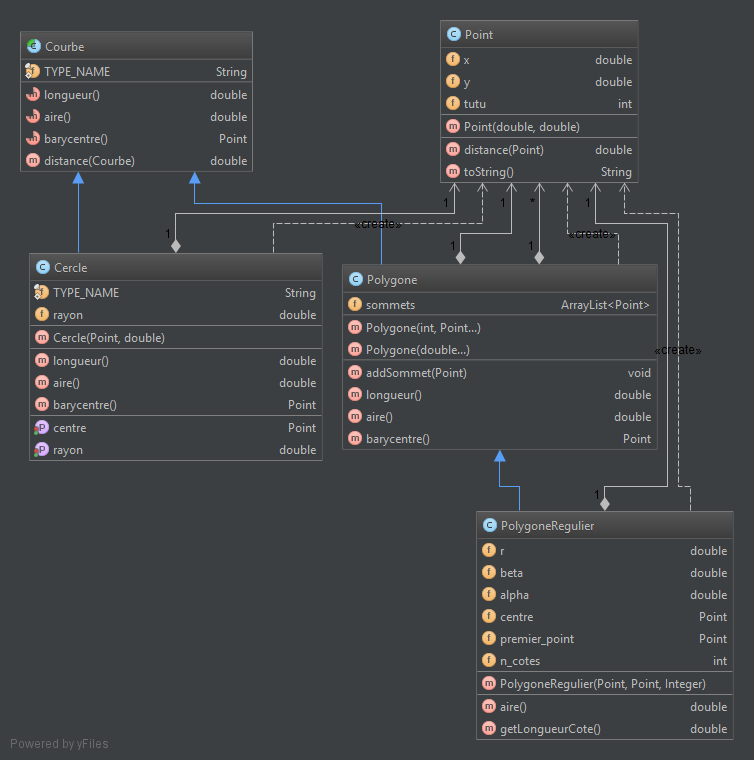 Courbe
TYPE_NAME String
longueur() double
aire() double
barycentre() Point
distance(Courbe) double
Point
x double
y double
tutu int
Point(double, double)
distance(Point) double
toString() String
1
1
*
1
1
«create»
«create»
1
1
Cercle
TYPE_NAME String
rayon double
Cercle(Point, double)
longueur() double
aire() double
barycentre() Point
centre Point
rayon double
Polygone
sommets ArrayList<Point>
Polygone(int, Point...)
Polygone(double...)
addSommet(Point) void
longueur() double
aire() double
barycentre() Point
«create»
1
PolygoneRegulier
r double
beta double
alpha double
centre Point
premier_point Point
n_cotes int
PolygoneRegulier(Point, Point, Integer)
aire() double
getLongueurCote() double
Powered by yFiles